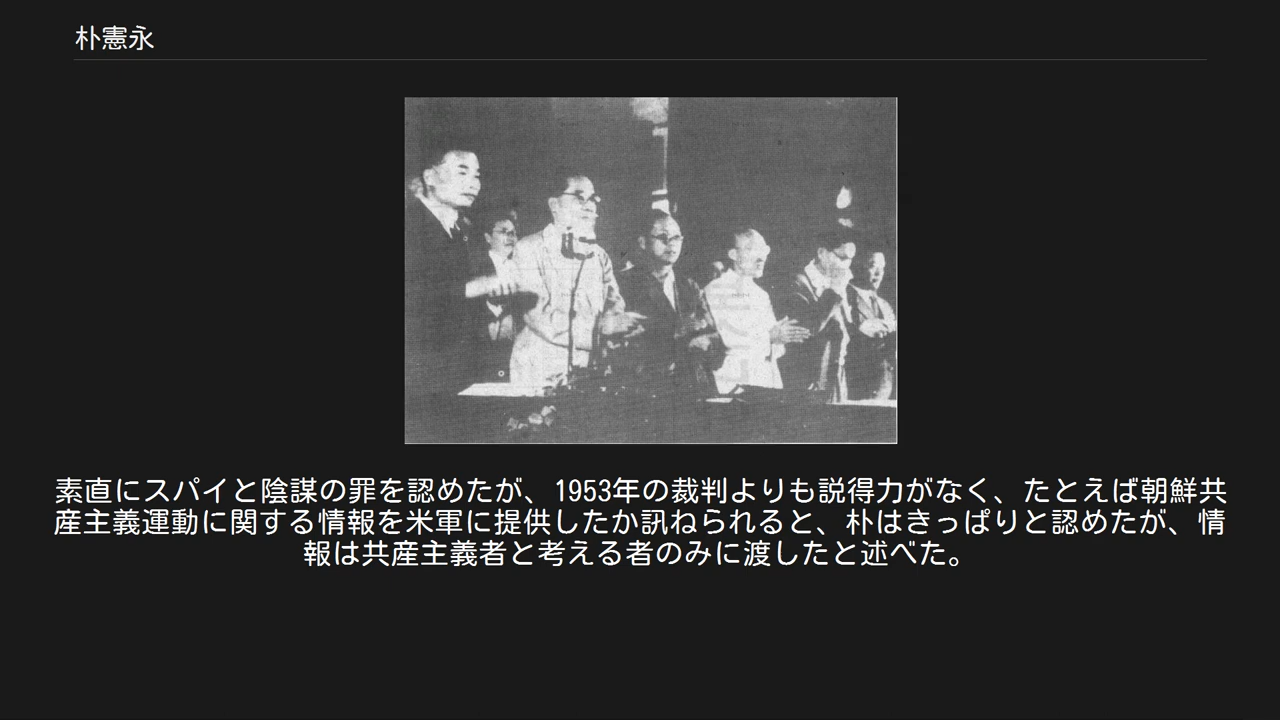 朴憲永
素直にスパイと陰謀の罪を認めたが、1953年の裁判よりも説得力がなく、たとえば朝鮮共
産主義運動に関する情報を米軍に提供したか訊ねられると、朴はきっぱりと認めたが、情
報は共産主義者と考える者のみに渡したと述べた。